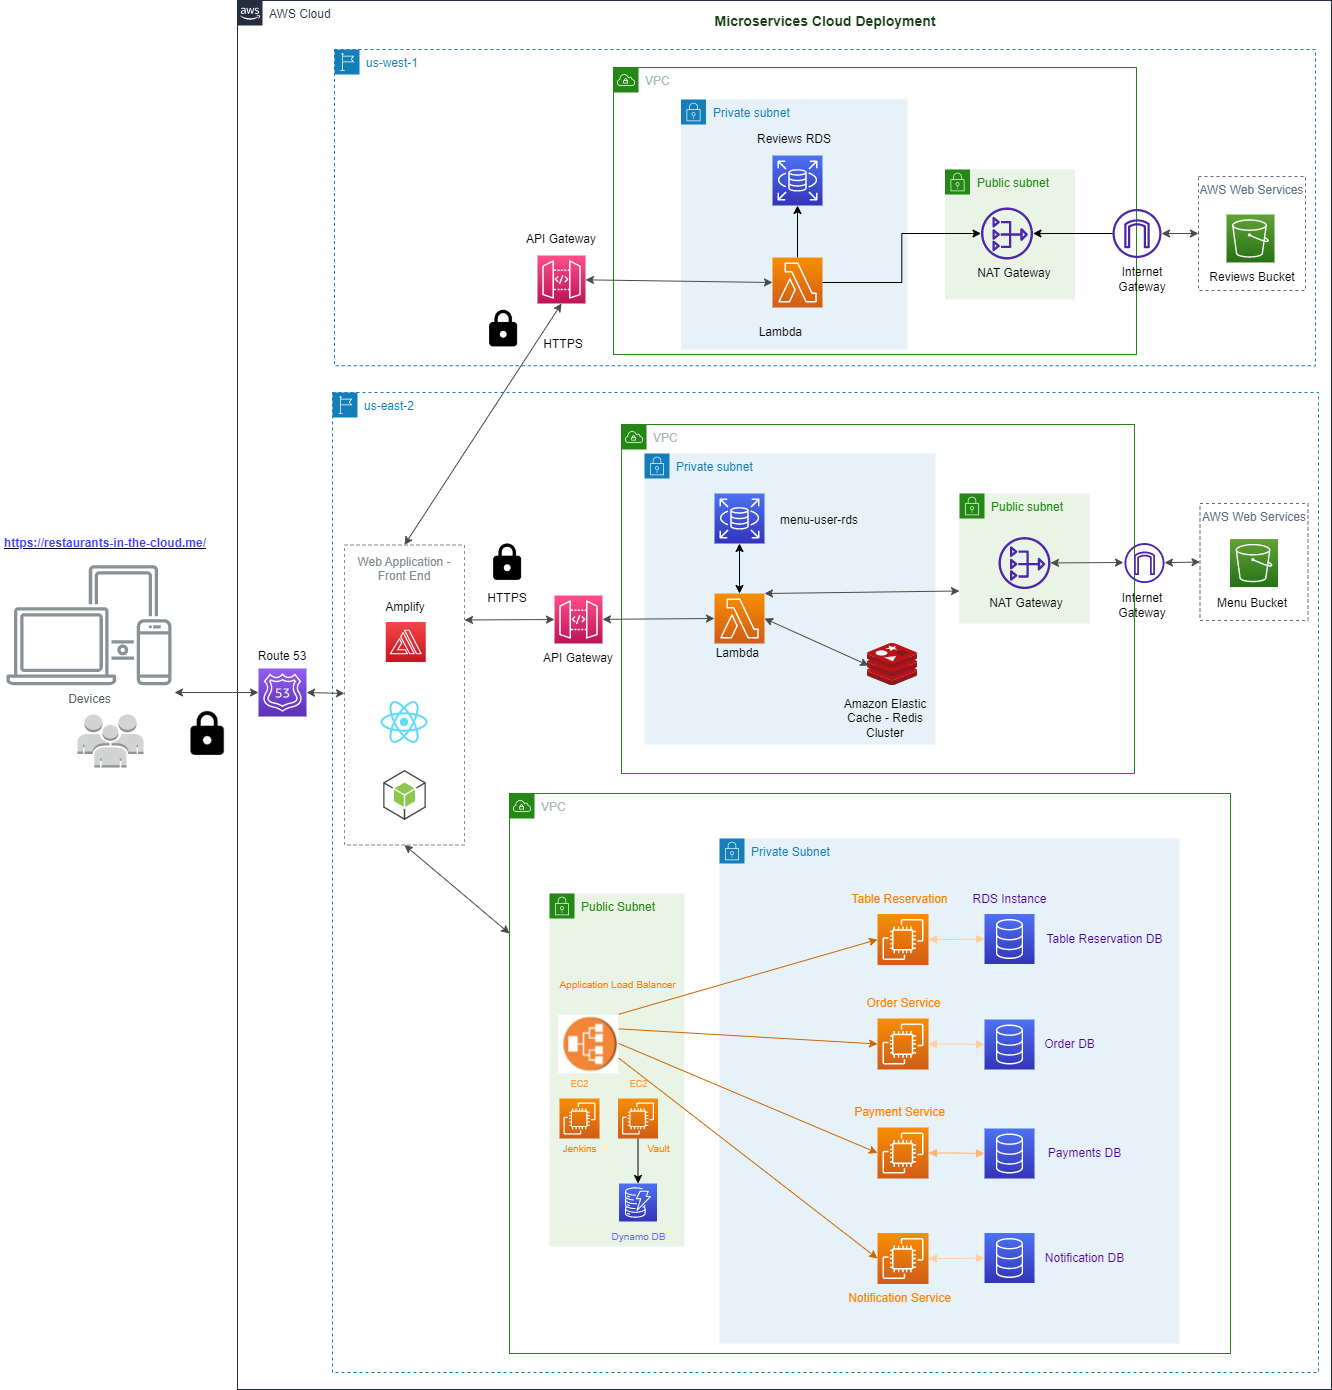 aws
AWS Cloud
Microservices Cloud Deployment
us-west-1
VPC
Private subnet
Reviews RDS
Public subnet
AWS Web Services
API Gateway
NAT Gateway
Internet
Gateway
Reviews Bucket
Lambda
HTTPS
us-east-2
VPC
Private subnet
menu-user-rds
Public subnet
AWS Web Services
https://restaurants-in-the-cloud.me/
Web Application -
Front End
HTTPS
Amplify
NAT Gateway
Internet
Gateway
Menu Bucket
API Gateway
Lambda
Route 53
53
Devices
Amazon Elastic
Cache - Redis
Cluster
VPC
Private Subnet
Public Subnet
Table Reservation
RDS Instance
Table Reservation DB
Application Load Balancer
Order Service
Order DB
EC2
EC2
Payment Service
Jenkins
Vault
Payments DB
Dynamo DB
Notification DB
Notification Service